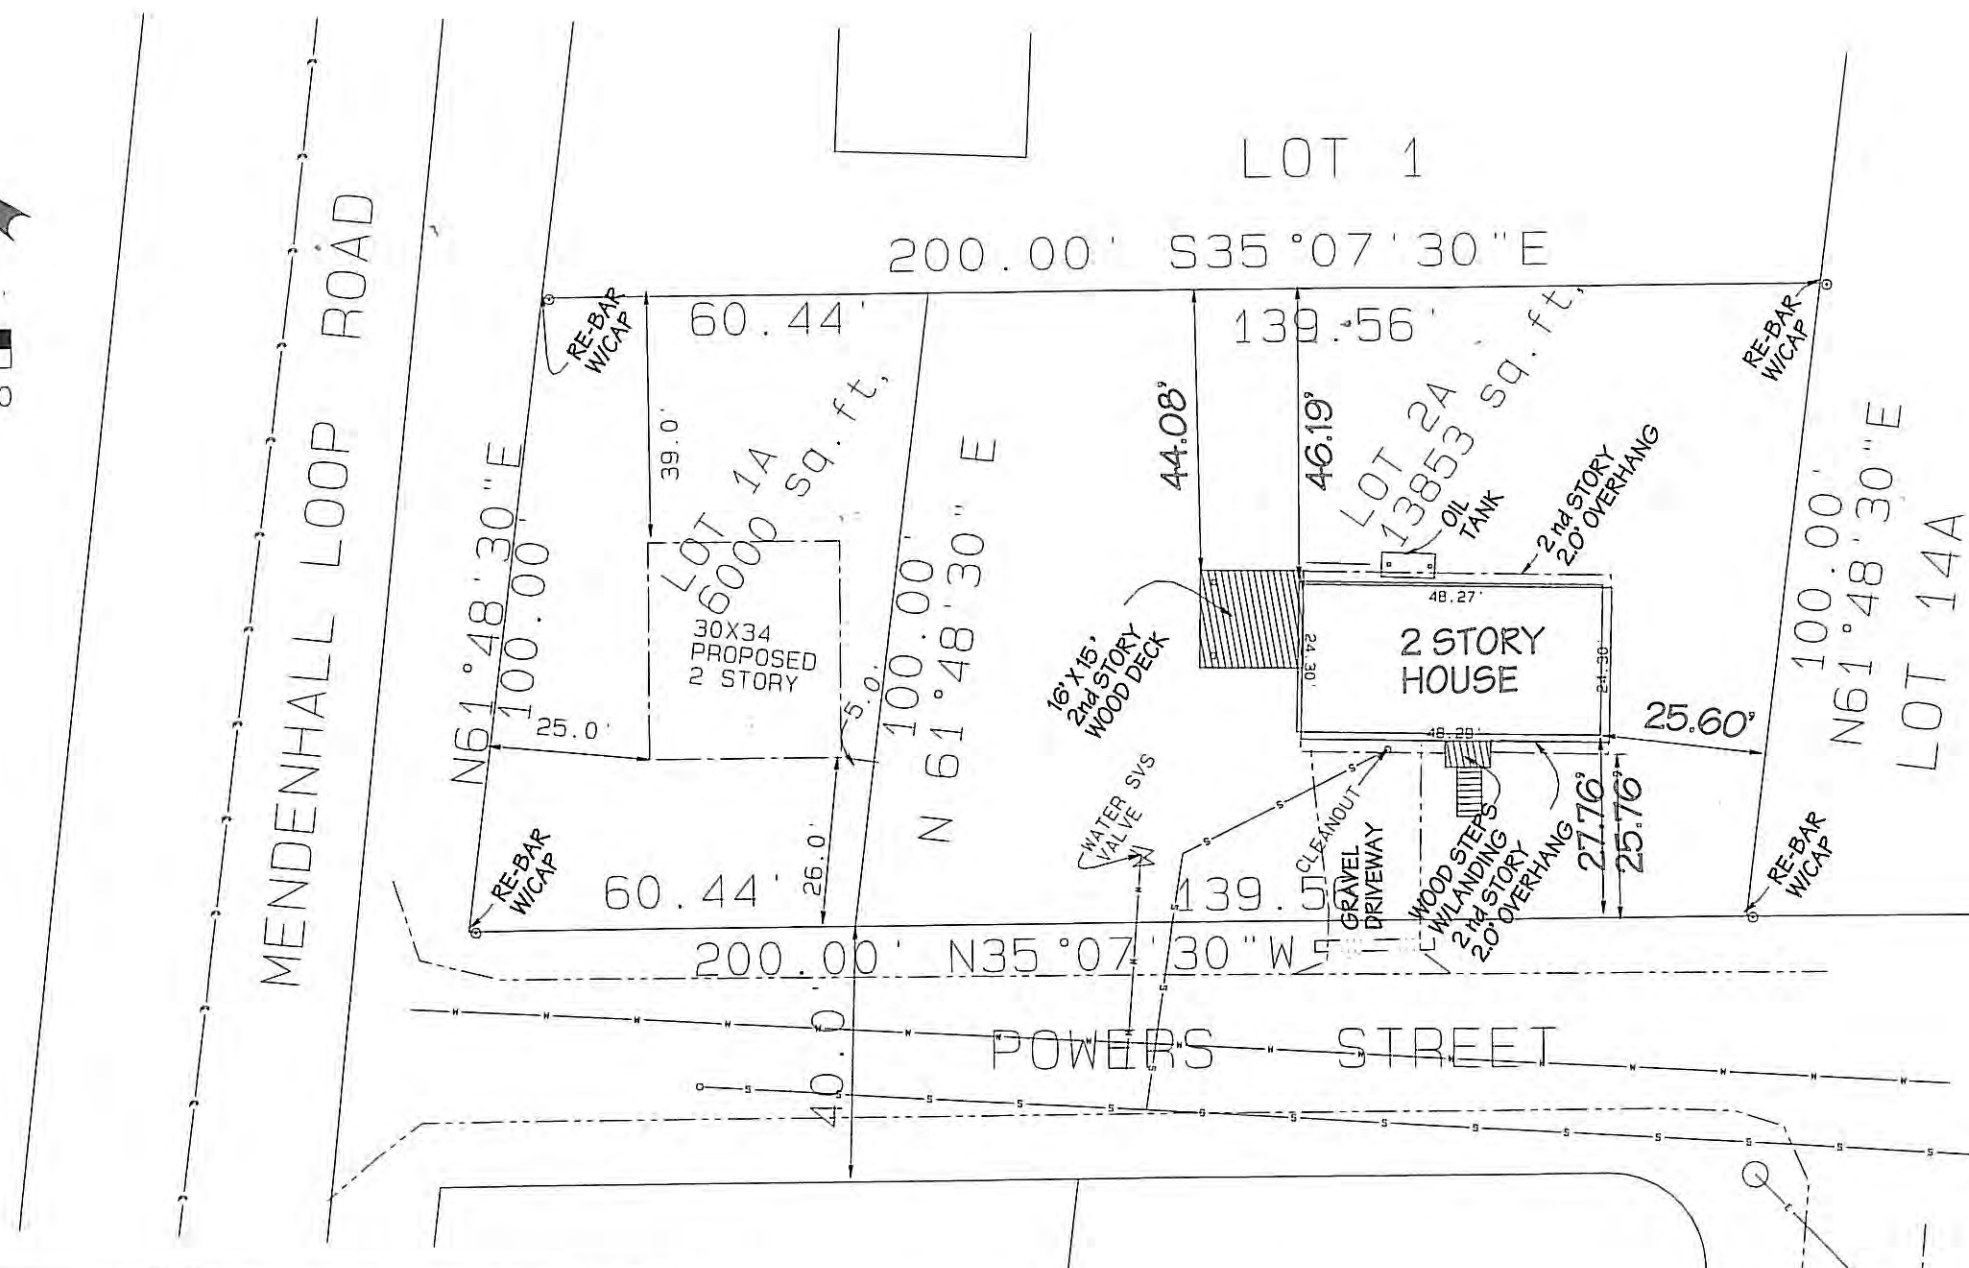 LOT 1
200.00' S35°07'30"E
60.44'
139.56'
RE-BAR
W/CAP
RE-BAR
W/CAP
MENDENHALL LOOP ROAD
N61°48'30"E
100.00'
39.0'
LOT 1A
6000 sq. ft.
30X34
PROPOSED
2 STORY
25.0'
5.0'
26.0'
100.00'
N 61°48'30" E
44.08'
46.19'
LOT 2A
13853 sq. ft.
OIL
TANK
2nd STORY
2.0' OVERHANG
16'X15'
2nd STORY
WOOD DECK
48.27'
24.30'
2 STORY
HOUSE
24.30'
48.29'
25.60'
100.00'
N61°48'30"E
LOT 14A
WATER SVS
VALVE
CLEANOUT
GRAVEL
DRIVEWAY
WOOD STEPS
W/LANDING
2nd STORY
2.0' OVERHANG
27.76'
25.76'
RE-BAR
W/CAP
RE-BAR
W/CAP
60.44'
200.00' N35°07'30"W
40.0'
POWERS STREET